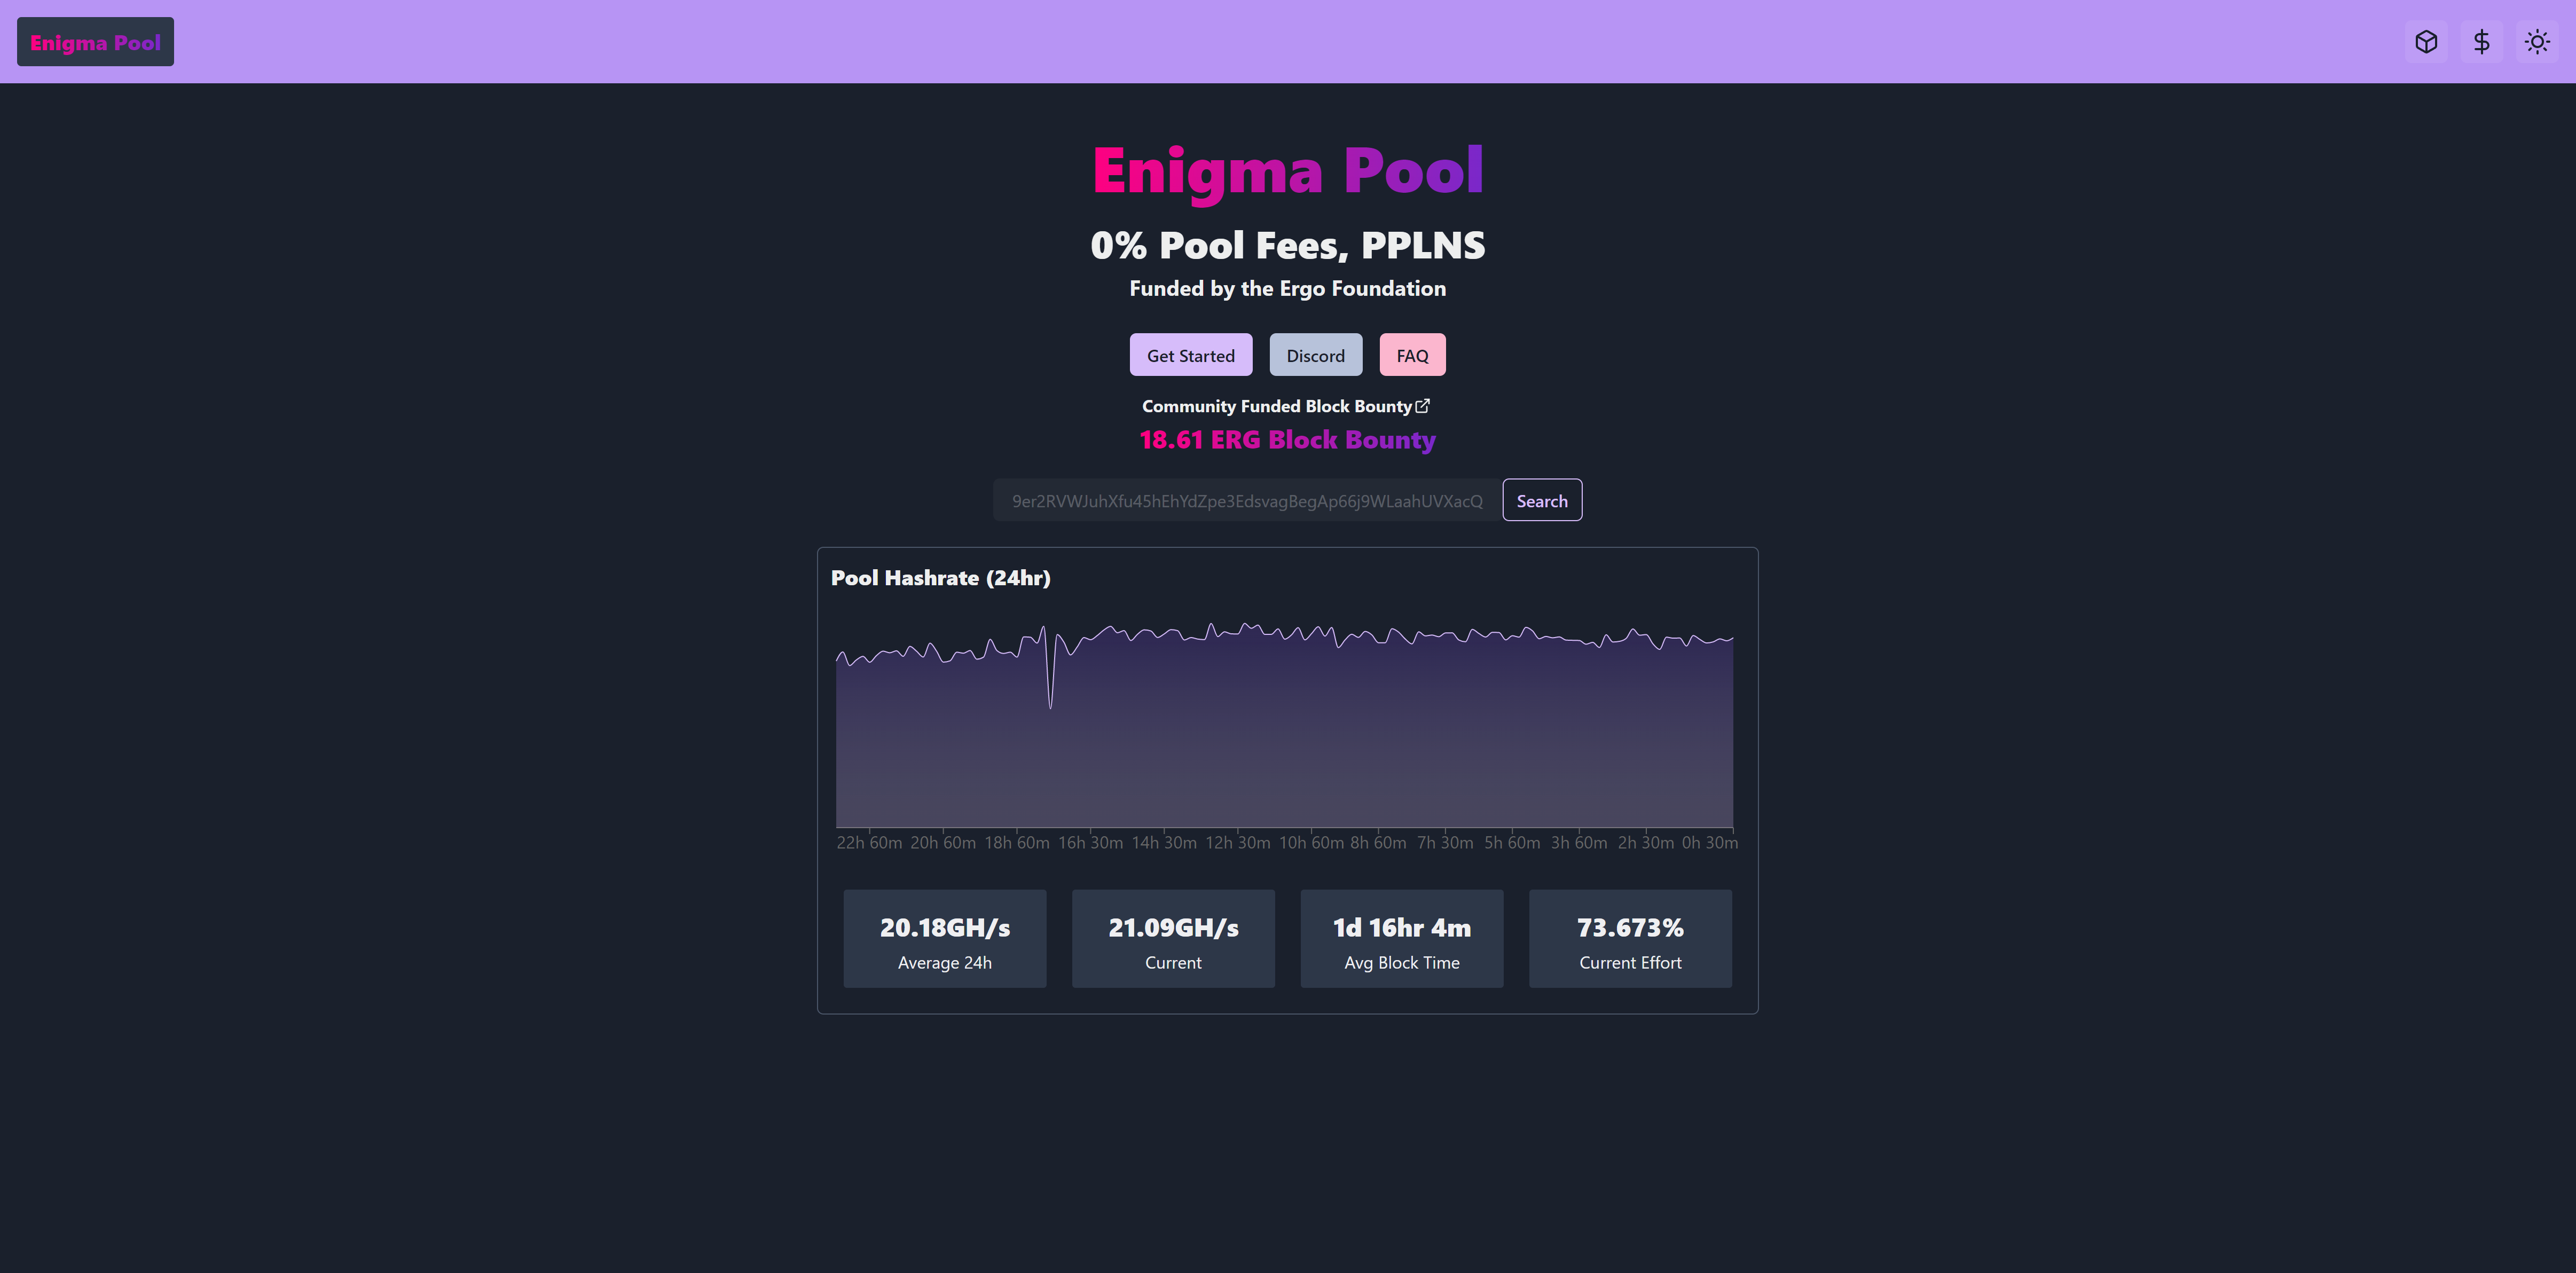 Enigma Pool
Enigma Pool
0% Pool Fees, PPLNS
Funded by the Ergo Foundation
Get Started Discord FAQ
Community Funded Block Bounty
18.61 ERG Block Bounty
9er2RVWJuhXfu45hEhYdZpe3EdsvagBegAp66j9WLaahUVXacQ Search
Pool Hashrate (24hr)
22h 60m 20h 60m 18h 60m 16h 30m 14h 30m 12h 30m 10h 60m 8h 60m 7h 30m 5h 60m 3h 60m 2h 30m 0h 30m
20.18GH/s 21.09GH/s 1d 16hr 4m 73.673%
Average 24h Current Avg Block Time Current Effort